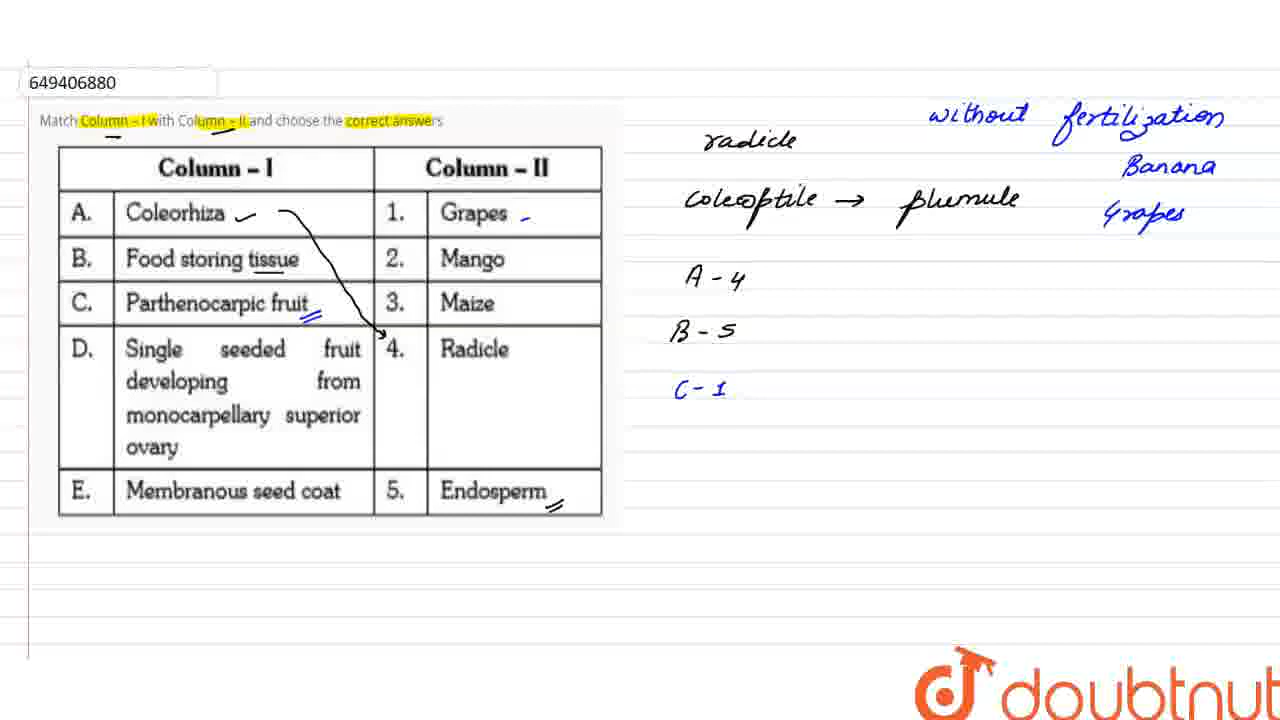 649406880
Match Column - I with Column - II and choose the correct answers
Column – I Column – II
A. Coleorhiza 1. Grapes
B. Food storing tissue 2. Mango
C. Parthenocarpic fruit 3. Maize
D. Single seeded fruit developing from monocarpellary superior ovary 4. Radicle
E. Membranous seed coat 5. Endosperm
without fertilization
radicle
Banana
coleoptile → plumule
Grapes
A - 4
B - 5
C - 1
doubtnut